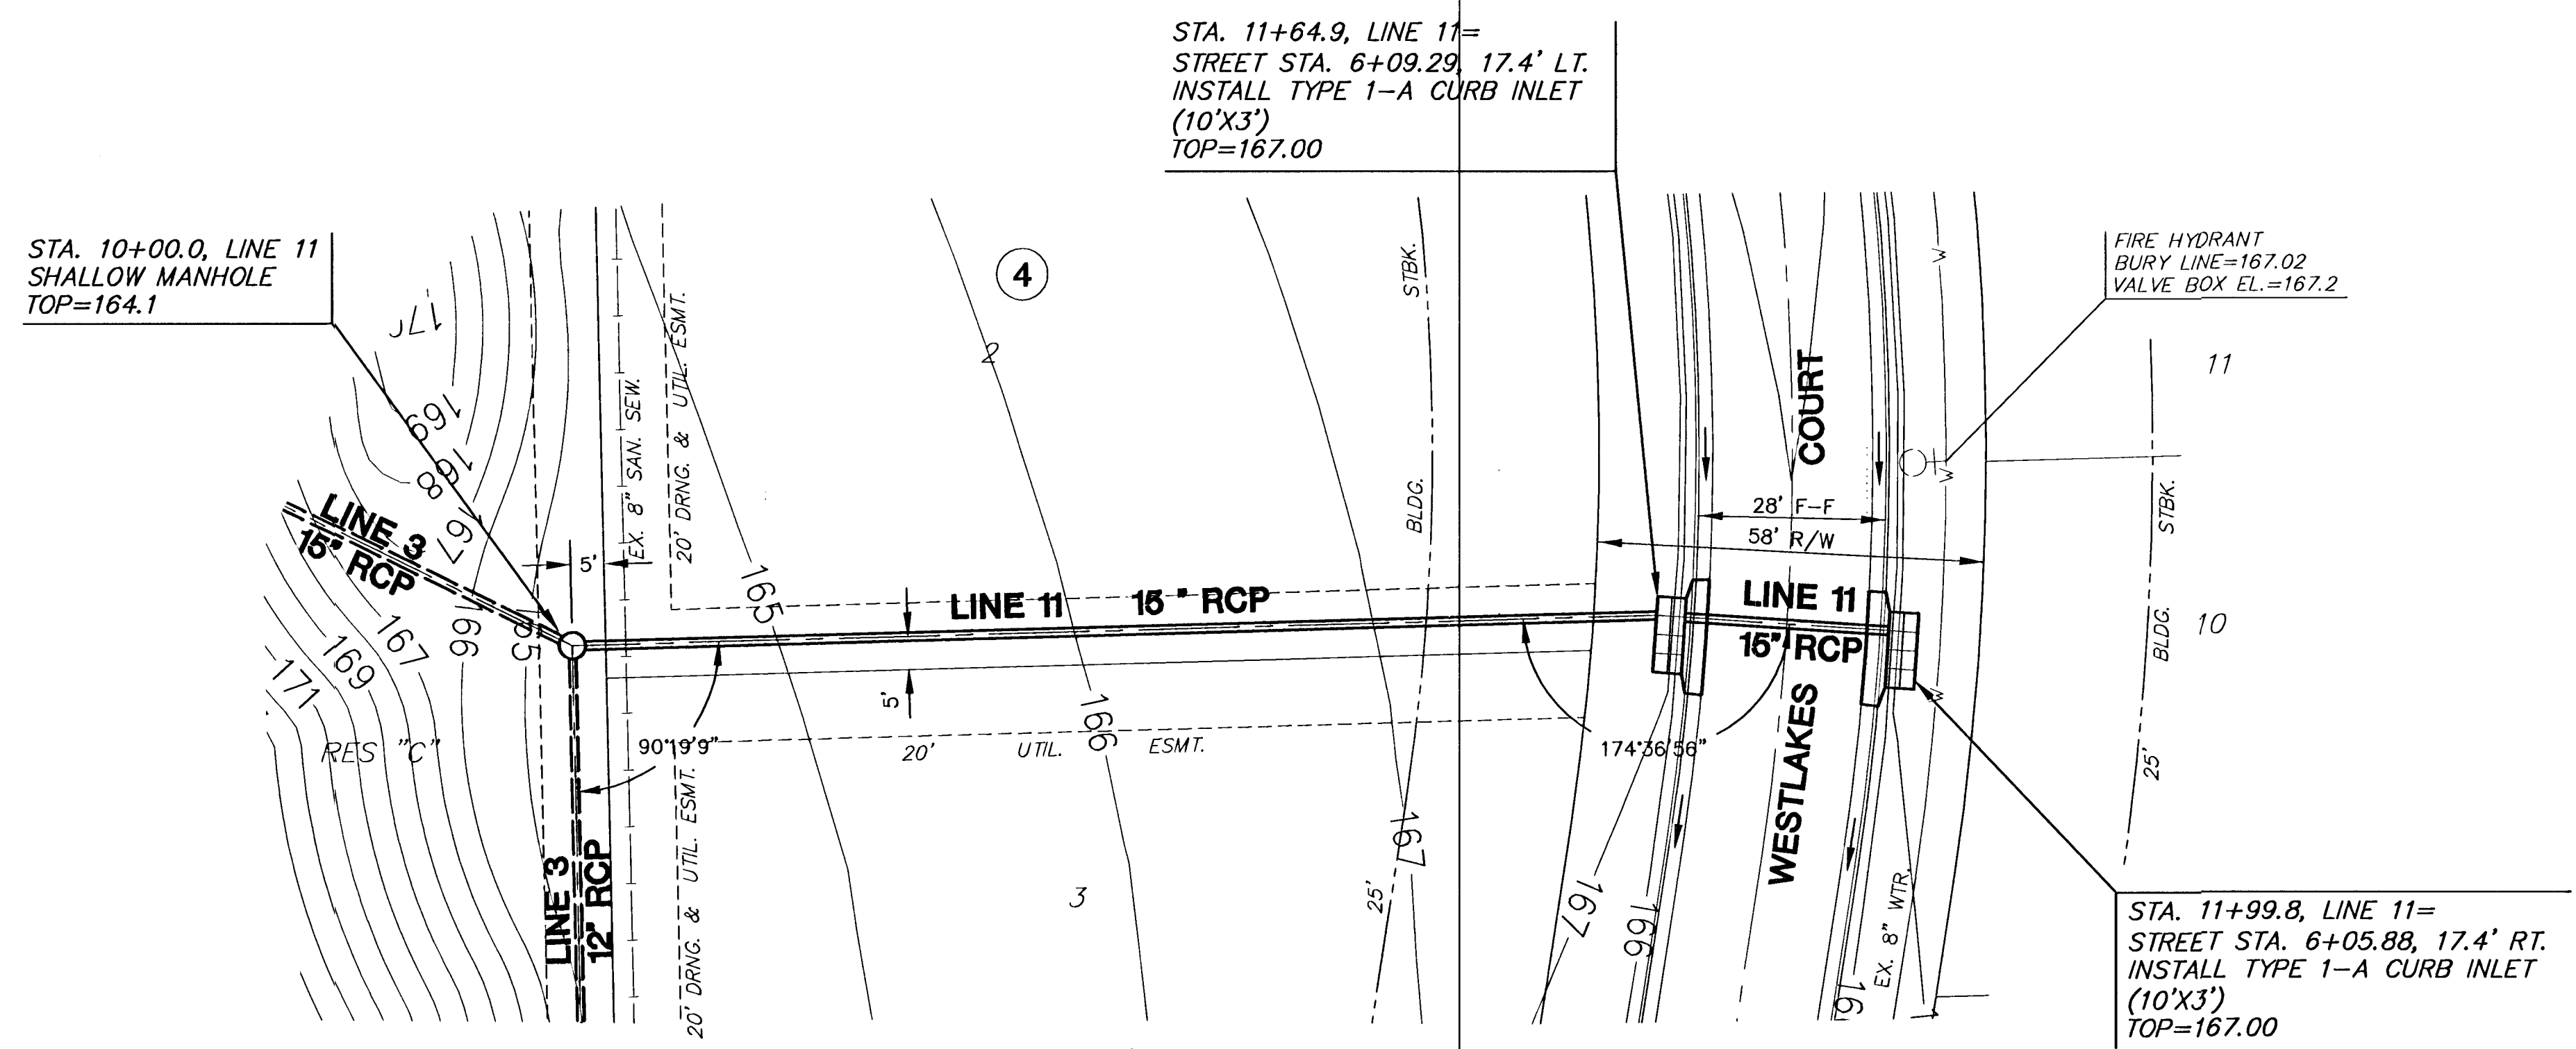 STA. 11+64.9, LINE 11=
STREET STA. 6+09.29, 17.4' LT.
INSTALL TYPE 1-A CURB INLET
(10'X3')
TOP=167.00
STA. 10+00.0, LINE 11
SHALLOW MANHOLE
TOP=164.1
FIRE HYDRANT
BURY LINE=167.02
VALVE BOX EL.=167.2
4
2
STBK.
BLDG.
11
EX. 8" SAN. SEW.
20' DRNG. & UTIL. ESMT.
COURT
169
168
167
LINE 3
15" RCP
5'
28' F-F
58' R/W
STBK.
BLDG.
25'
165
LINE 11 15" RCP
LINE 11
15" RCP
10
166
167
169
171
RES "C"
5'
90°19'9"
20' UTIL. ESMT.
166
174°36'56"
WESTLAKES
W
W
W
20' DRNG. & UTIL. ESMT.
LINE 3
12" RCP
3
167
25'
167
166
16
EX. 8" WTR.
STA. 11+99.8, LINE 11=
STREET STA. 6+05.88, 17.4' RT.
INSTALL TYPE 1-A CURB INLET
(10'X3')
TOP=167.00